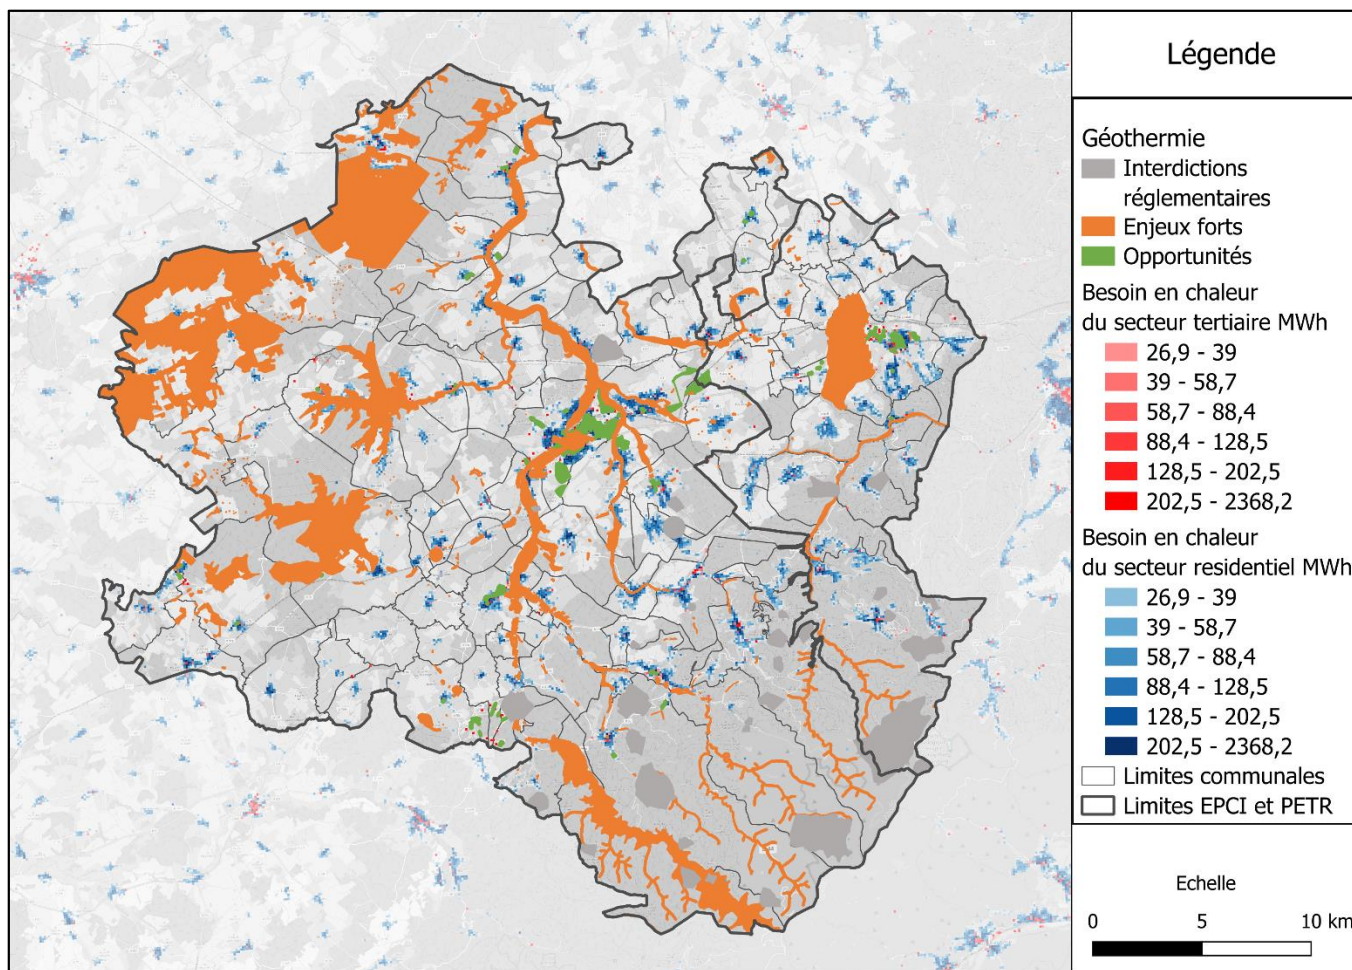 Légende
Géothermie
Interdictions
réglementaires
Enjeux forts
Opportunités
Besoin en chaleur
du secteur tertiaire MWh
26,9 - 39
39 - 58,7
58,7 - 88,4
88,4 - 128,5
128,5 - 202,5
202,5 - 2368,2
Besoin en chaleur
du secteur residentiel MWh
26,9 - 39
39 - 58,7
58,7 - 88,4
88,4 - 128,5
128,5 - 202,5
202,5 - 2368,2
Limites communales
Limites EPCI et PETR
Echelle
0 5 10 km